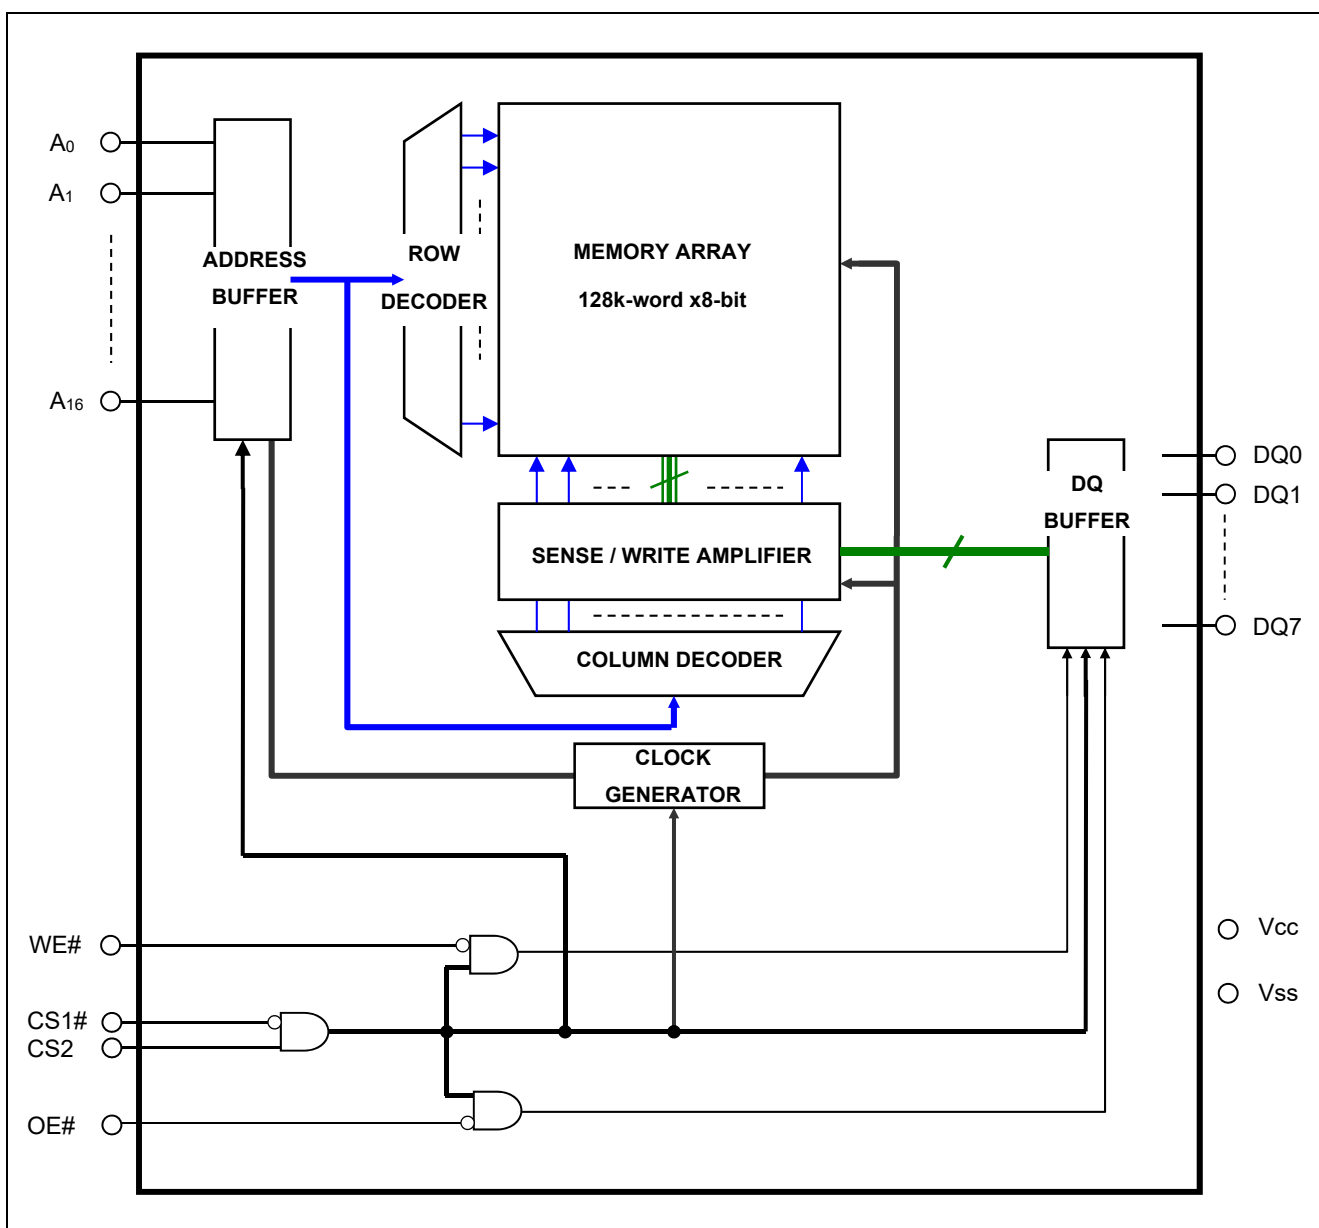 A0
A1
A16
ADDRESS
BUFFER
ROW
DECODER
MEMORY ARRAY
128k-word x8-bit
SENSE / WRITE AMPLIFIER
COLUMN DECODER
CLOCK
GENERATOR
DQ
BUFFER
DQ0
DQ1
DQ7
WE#
CS1#
CS2
OE#
Vcc
Vss